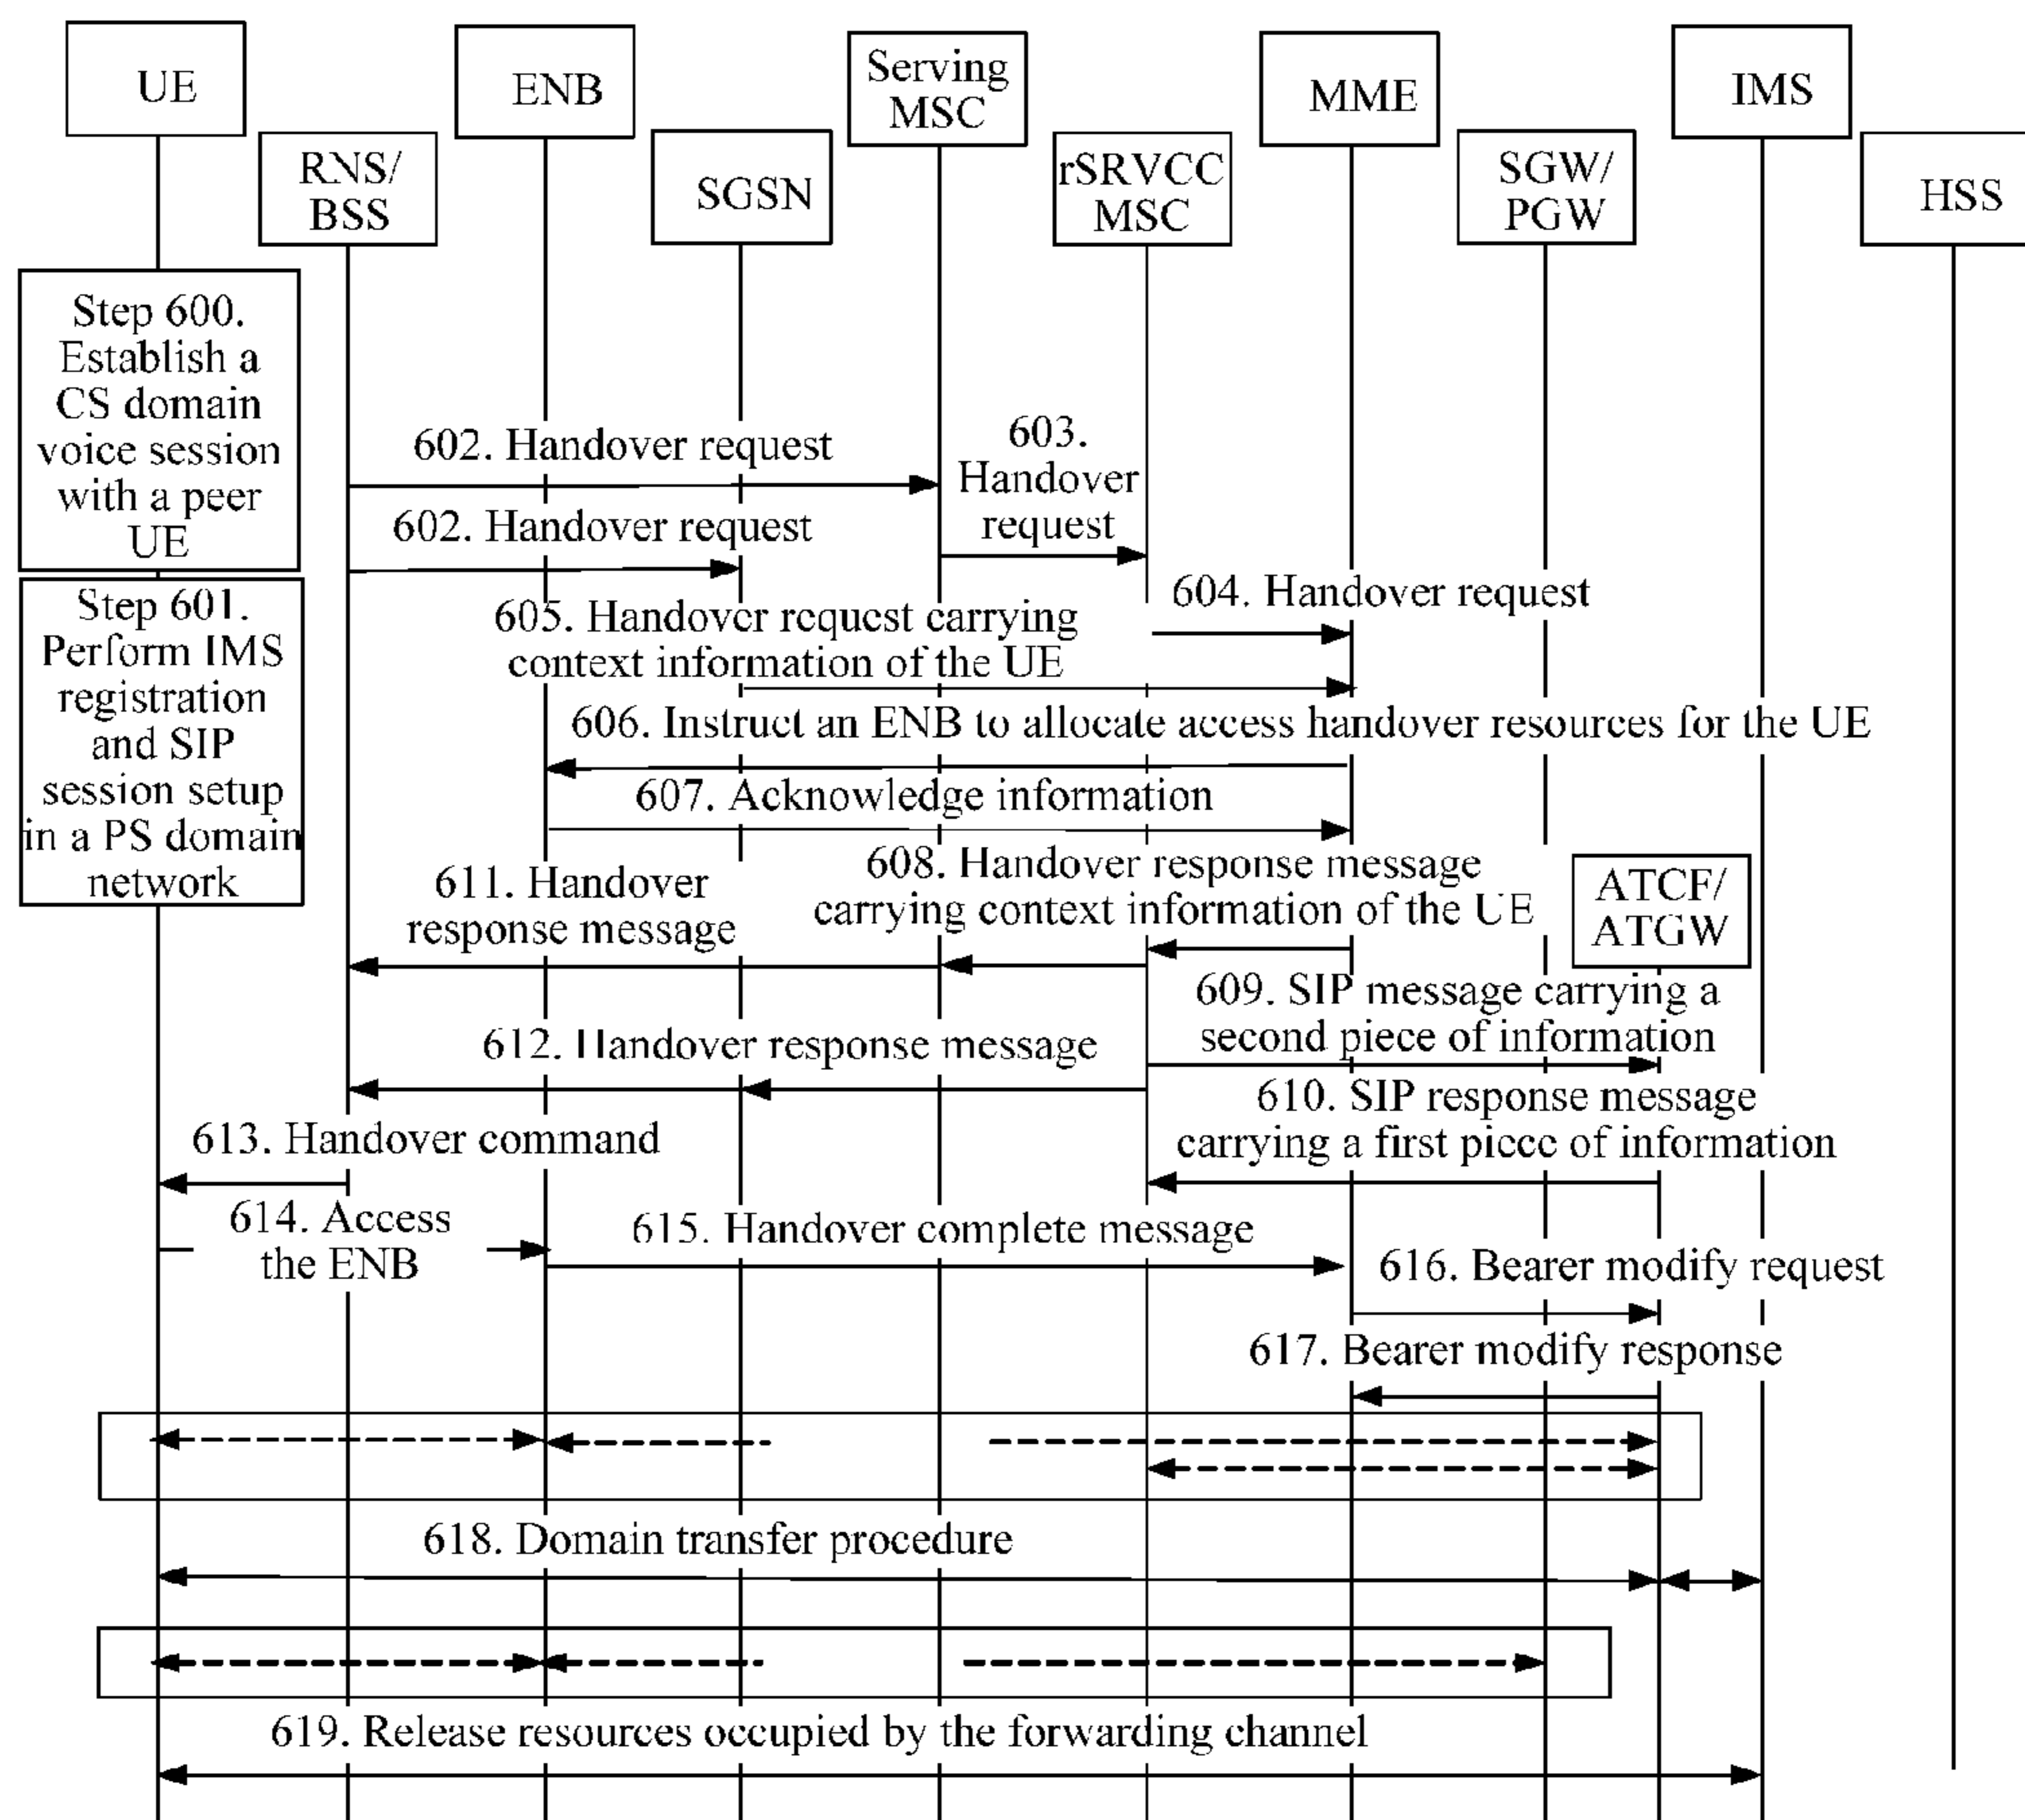 UE
ENB
Serving
MSC
MME
IMS
RNS/
BSS
SGSN
rSRVCC
MSC
SGW/
PGW
HSS
Step 600.
Establish a
CS domain
voice session
with a peer
UE
602. Handover request
603.
Handover
request
602. Handover request
Step 601.
Perform IMS
registration
and SIP
session setup
in a PS domain
network
604. Handover request
605. Handover request carrying
context information of the UE
606. Instruct an ENB to allocate access handover resources for the UE
607. Acknowledge information
608. Handover response message
carrying context information of the UE
ATCF/
ATGW
611. Handover
response message
609. SIP message carrying a
second piece of information
612. Handover response message
610. SIP response message
carrying a first piece of information
613. Handover command
614. Access
the ENB
615. Handover complete message
616. Bearer modify request
617. Bearer modify response
618. Domain transfer procedure
619. Release resources occupied by the forwarding channel